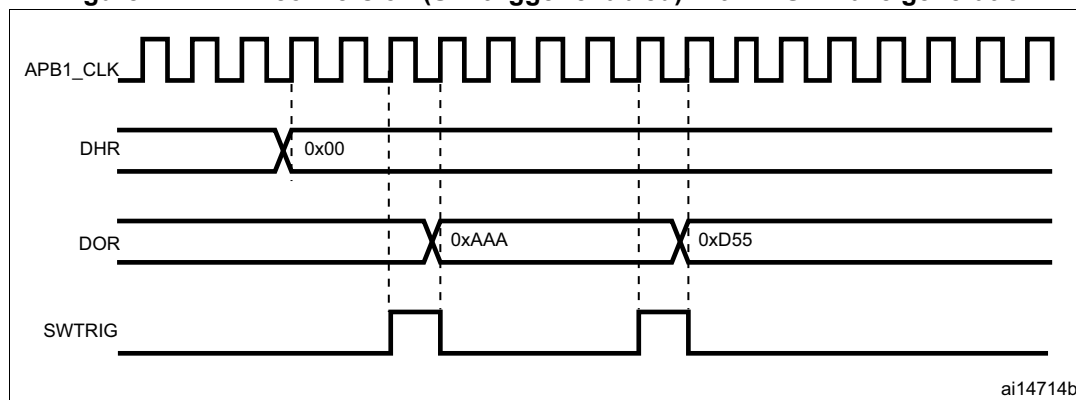 APB1_CLK
DHR
0x00
DOR
0xAAA
0xD55
SWTRIG
ai14714b